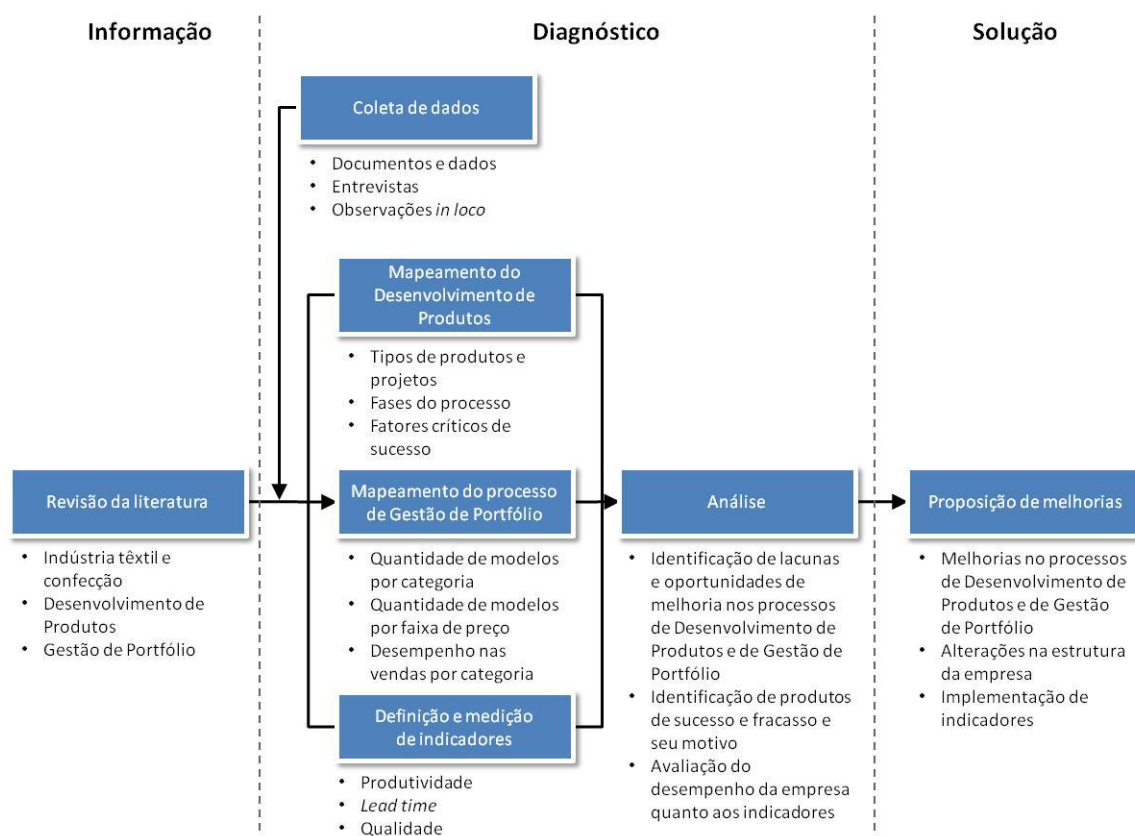 Informação
Diagnóstico
Solução
Coleta de dados
• Documentos e dados
• Entrevistas
• Observações in loco
Mapeamento do
Desenvolvimento de
Produtos
• Tipos de produtos e
projetos
• Fases do processo
• Fatores críticos de
sucesso
Revisão da literatura
• Indústria têxtil e
confecção
• Desenvolvimento de
Produtos
• Gestão de Portfólio
Mapeamento do processo
de Gestão de Portfólio
• Quantidade de modelos
por categoria
• Quantidade de modelos
por faixa de preço
• Desempenho nas
vendas por categoria
Definição e medição
de indicadores
• Produtividade
• Lead time
• Qualidade
Análise
• Identificação de lacunas
e oportunidades de
melhoria nos processos
de Desenvolvimento de
Produtos e de Gestão de
Portfólio
• Identificação de produtos
de sucesso e fracasso e
seu motivo
• Avaliação do
desempenho da empresa
quanto aos indicadores
Proposição de melhorias
• Melhorias no processos
de Desenvolvimento de
Produtos e de Gestão
de Portfólio
• Alterações na estrutura
da empresa
• Implementação de
indicadores